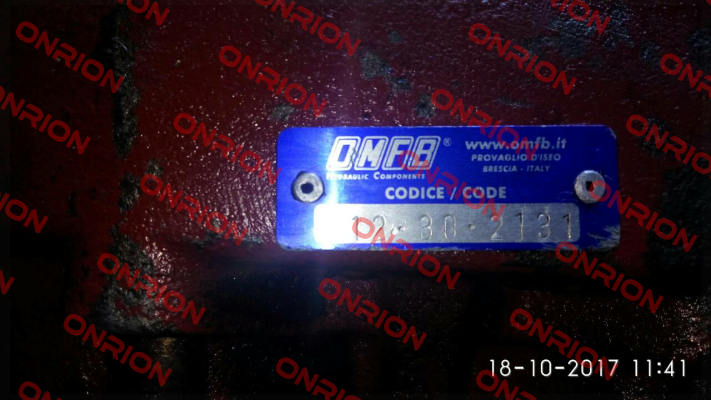 OMFB®
HYDRAULIC COMPONENTS
www.omfb.it
PROVAGLIO D'ISEO
BRESCIA - ITALY
CODICE / CODE
12-30-2131
18-10-2017 11:41
ONRION